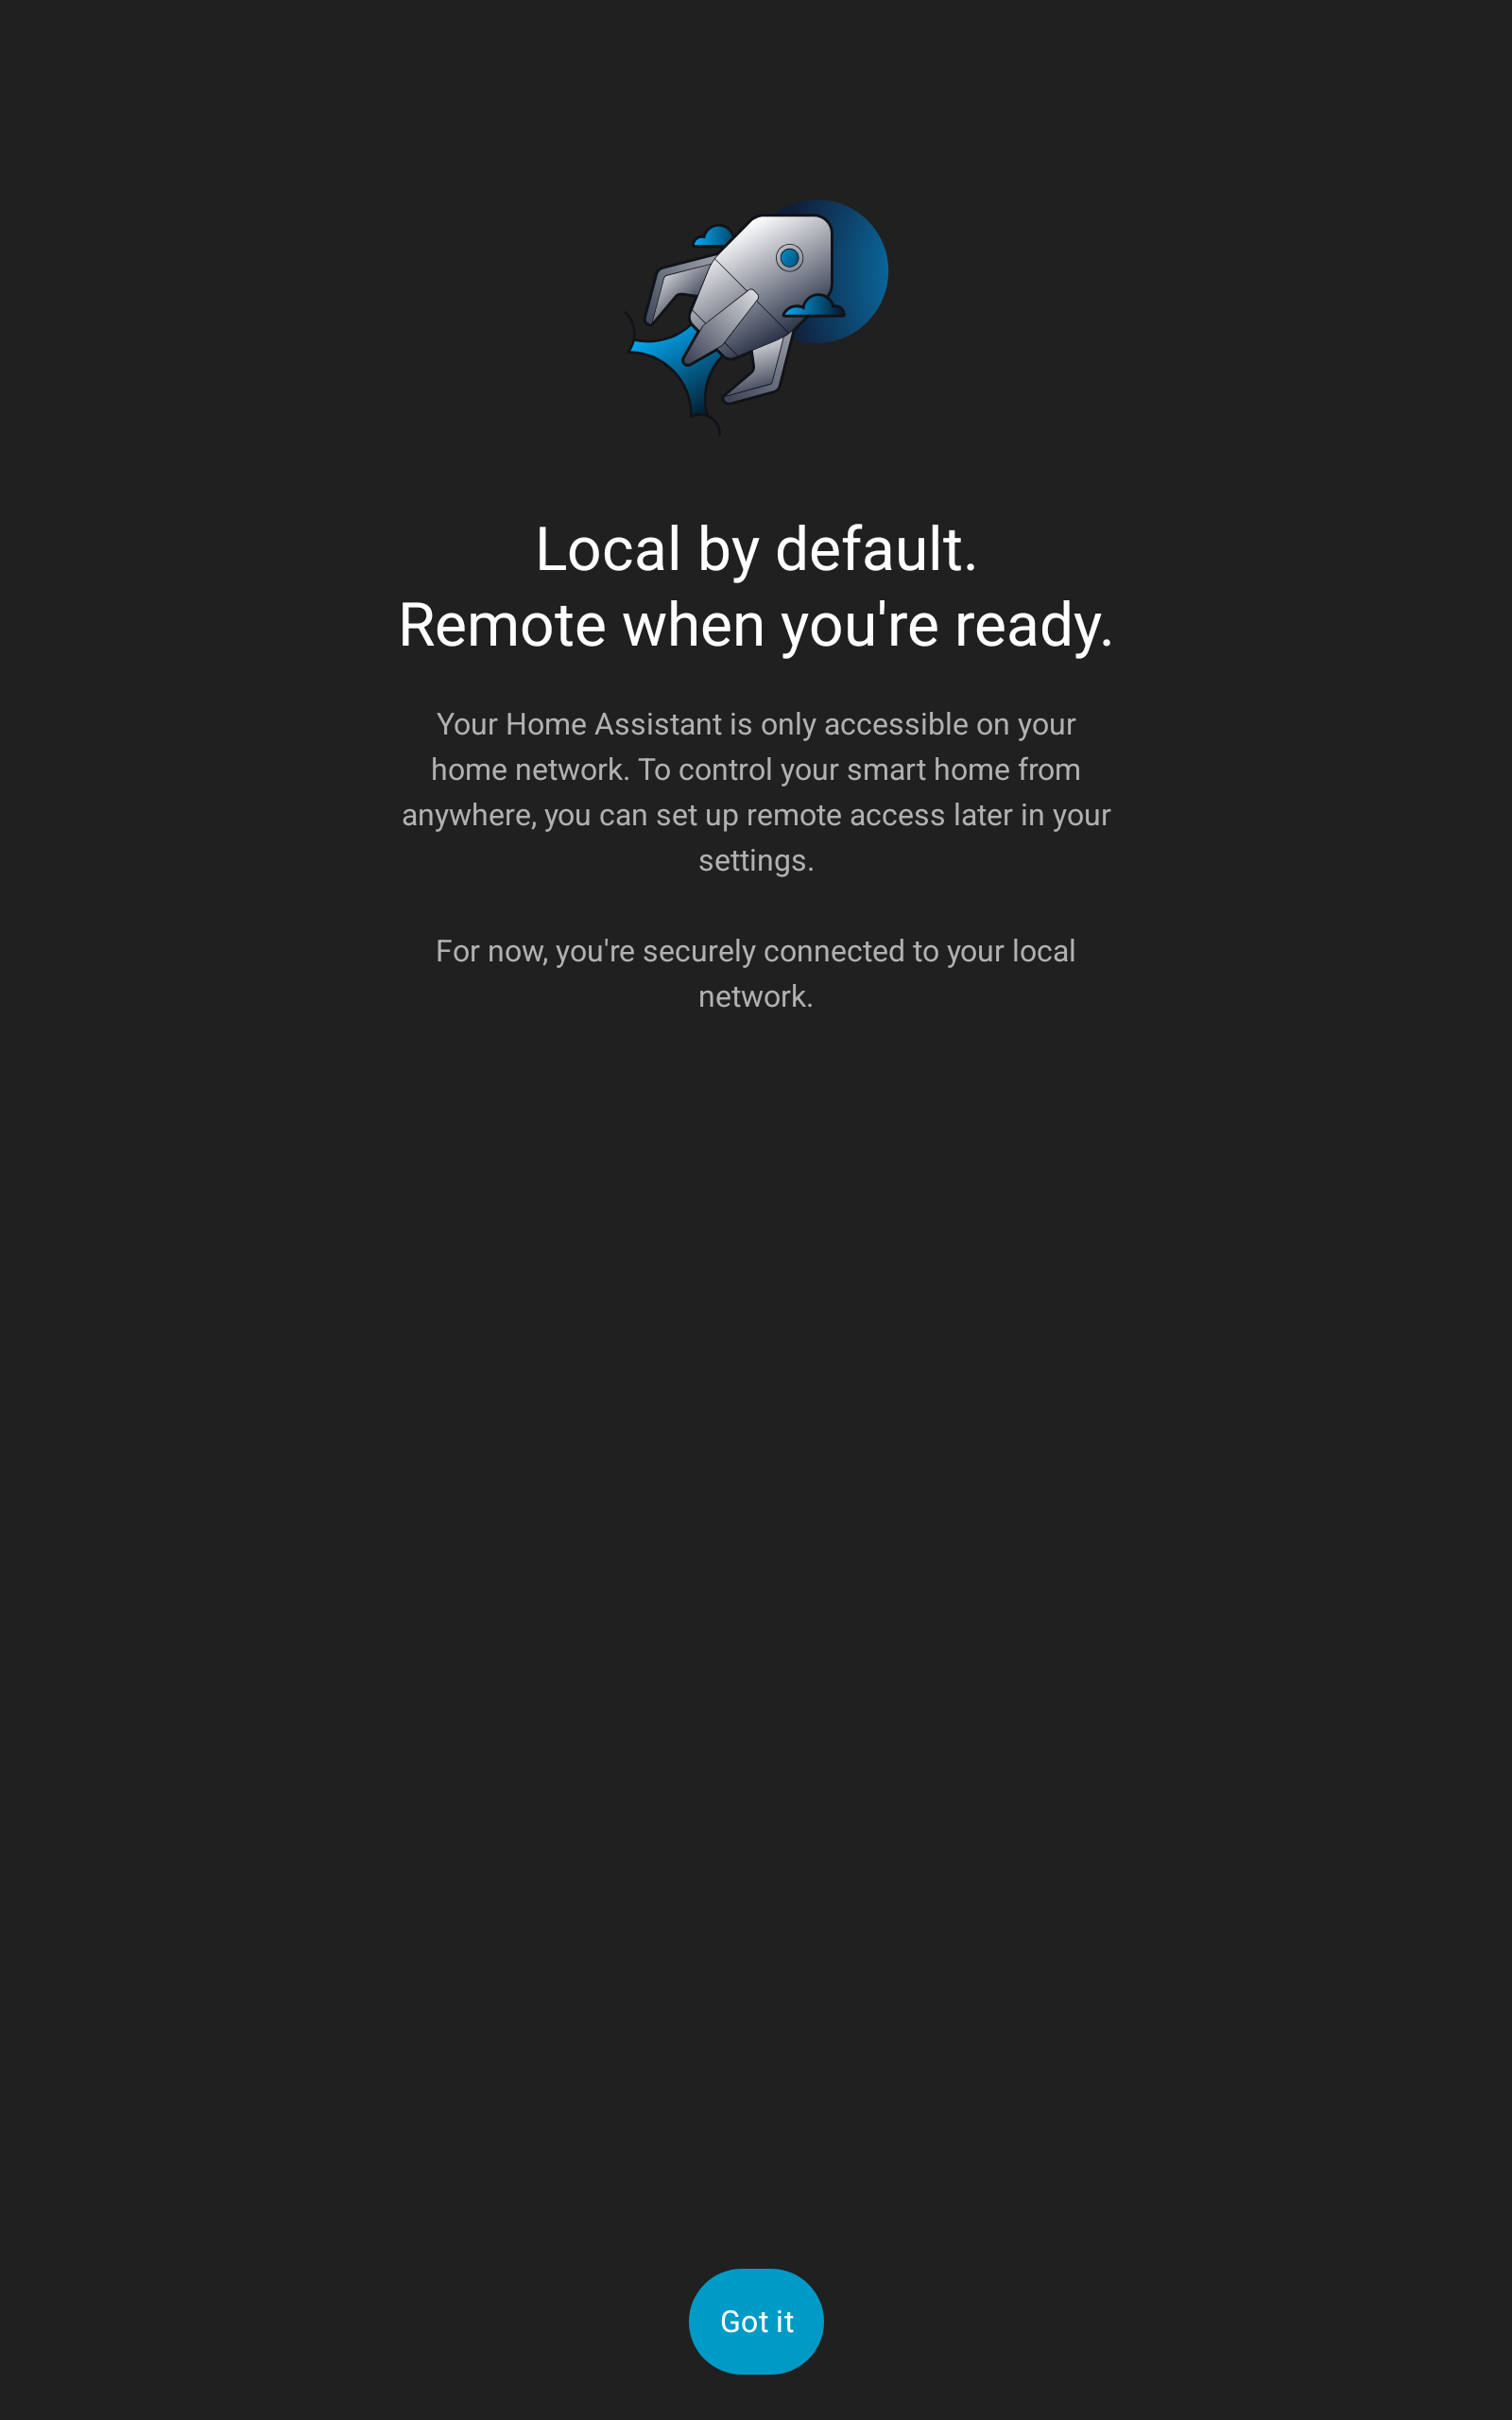 Local by default.
Remote when you're ready.
Your Home Assistant is only accessible on your
home network. To control your smart home from
anywhere, you can set up remote access later in your
settings.
For now, you're securely connected to your local
network.
Got it